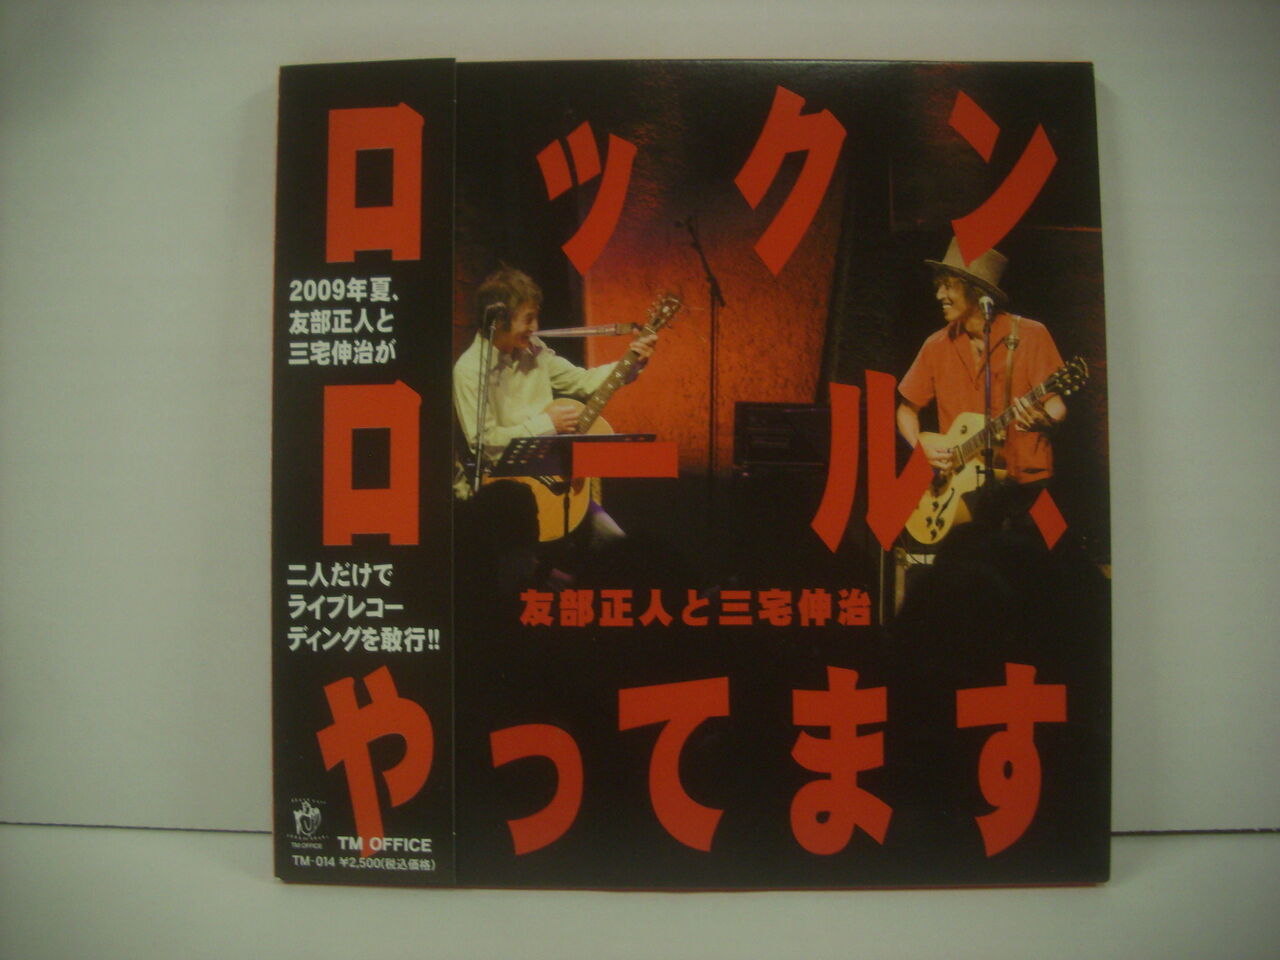 ロックン
2009年夏、
友部正人と
三宅伸治が
ロール、
二人だけで
ライブレコー
ディングを敢行!!
友部正人と三宅伸治
やってます
TM OFFICE
TM OFFICE
TM-014 ¥2,500(税込価格)